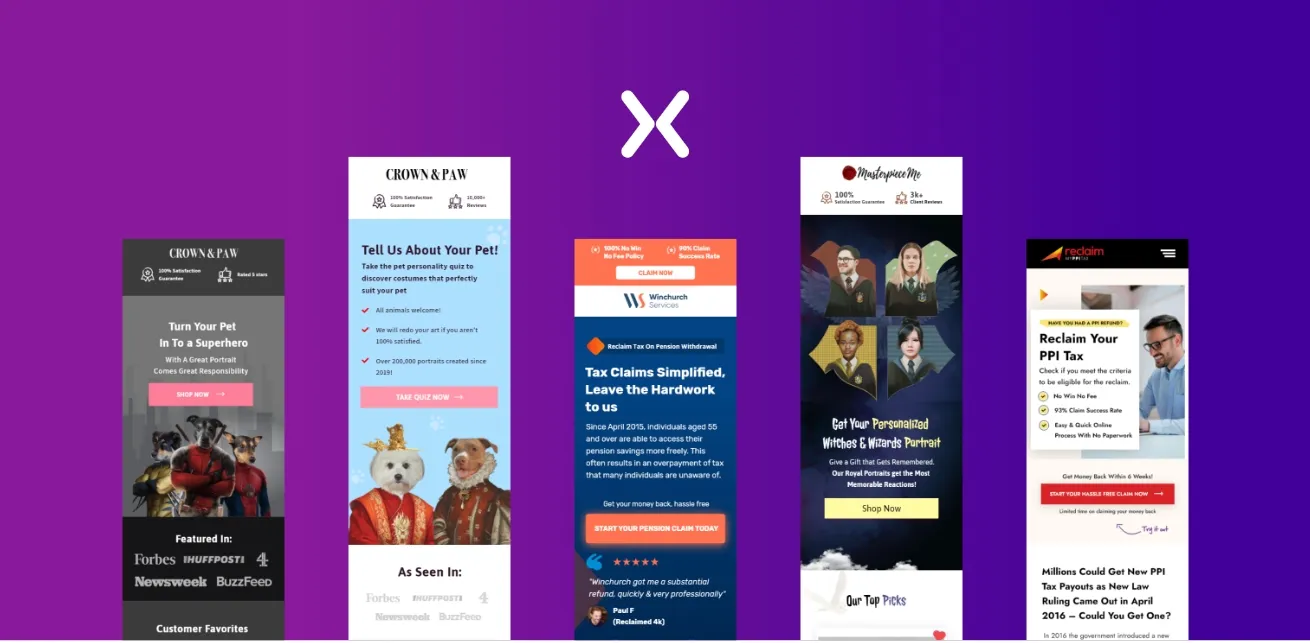 CROWN & PAW
100% Satisfaction
Guarantee
Rated 5 stars
Turn Your Pet
In To a Superhero
With A Great Portrait
Comes Great Responsibility
SHOP NOW
Featured In:
Forbes
HUFFPOST
4
Newsweek
BuzzFeed
Customer Favorites
CROWN & PAW
100% Satisfaction
Guarantee
10,000+
Reviews
Tell Us About Your Pet!
Take the pet personality quiz to
discover costumes that perfectly
suit your pet
All animals welcome!
We will redo your art if you aren't
100% satisfied.
Over 200,000 portraits created since
2019!
TAKE QUIZ NOW
As Seen In:
Forbes
HUFFPOST
4
Newsweek
BuzzFeed
100% No Win
No Fee Policy
90% Claim
Success Rate
CLAIM NOW
Winchurch
Services
Reclaim Tax On Pension Withdrawal
Tax Claims Simplified,
Leave the Hardwork
to us
Since April 2015, individuals aged 55
and over are able to access their
pension savings more freely. This
often results in an overpayment of tax
that many individuals are unaware of.
Get your money back, hassle free
START YOUR PENSION CLAIM TODAY
"Winchurch got me a substantial
refund, quickly & very professionally"
Paul F
(Reclaimed 4k)
MasterpieceMe
100%
Satisfaction Guarantee
3k+
Client Reviews
Get Your Personalized
Witches & Wizards Portrait
Give a Gift that Gets Remembered.
Our Royal Portraits get the Most
Memorable Reactions!
Shop Now
Our Top Picks
reclaim
HAVE YOU HAD A PPI REFUND?
Reclaim Your
PPI Tax
Check if you meet the criteria
to be eligible for the reclaim.
No Win No Fee
93% Claim Success Rate
Easy & Quick Online
Process With No Paperwork
Get Money Back Within 6 Weeks!
START YOUR HASSLE FREE CLAIM NOW
Limited time on claiming your money back
Try it out
Millions Could Get New PPI
Tax Payouts as New Law
Ruling Came Out in April
2016 – Could You Get One?
In 2016 the government introduced a new